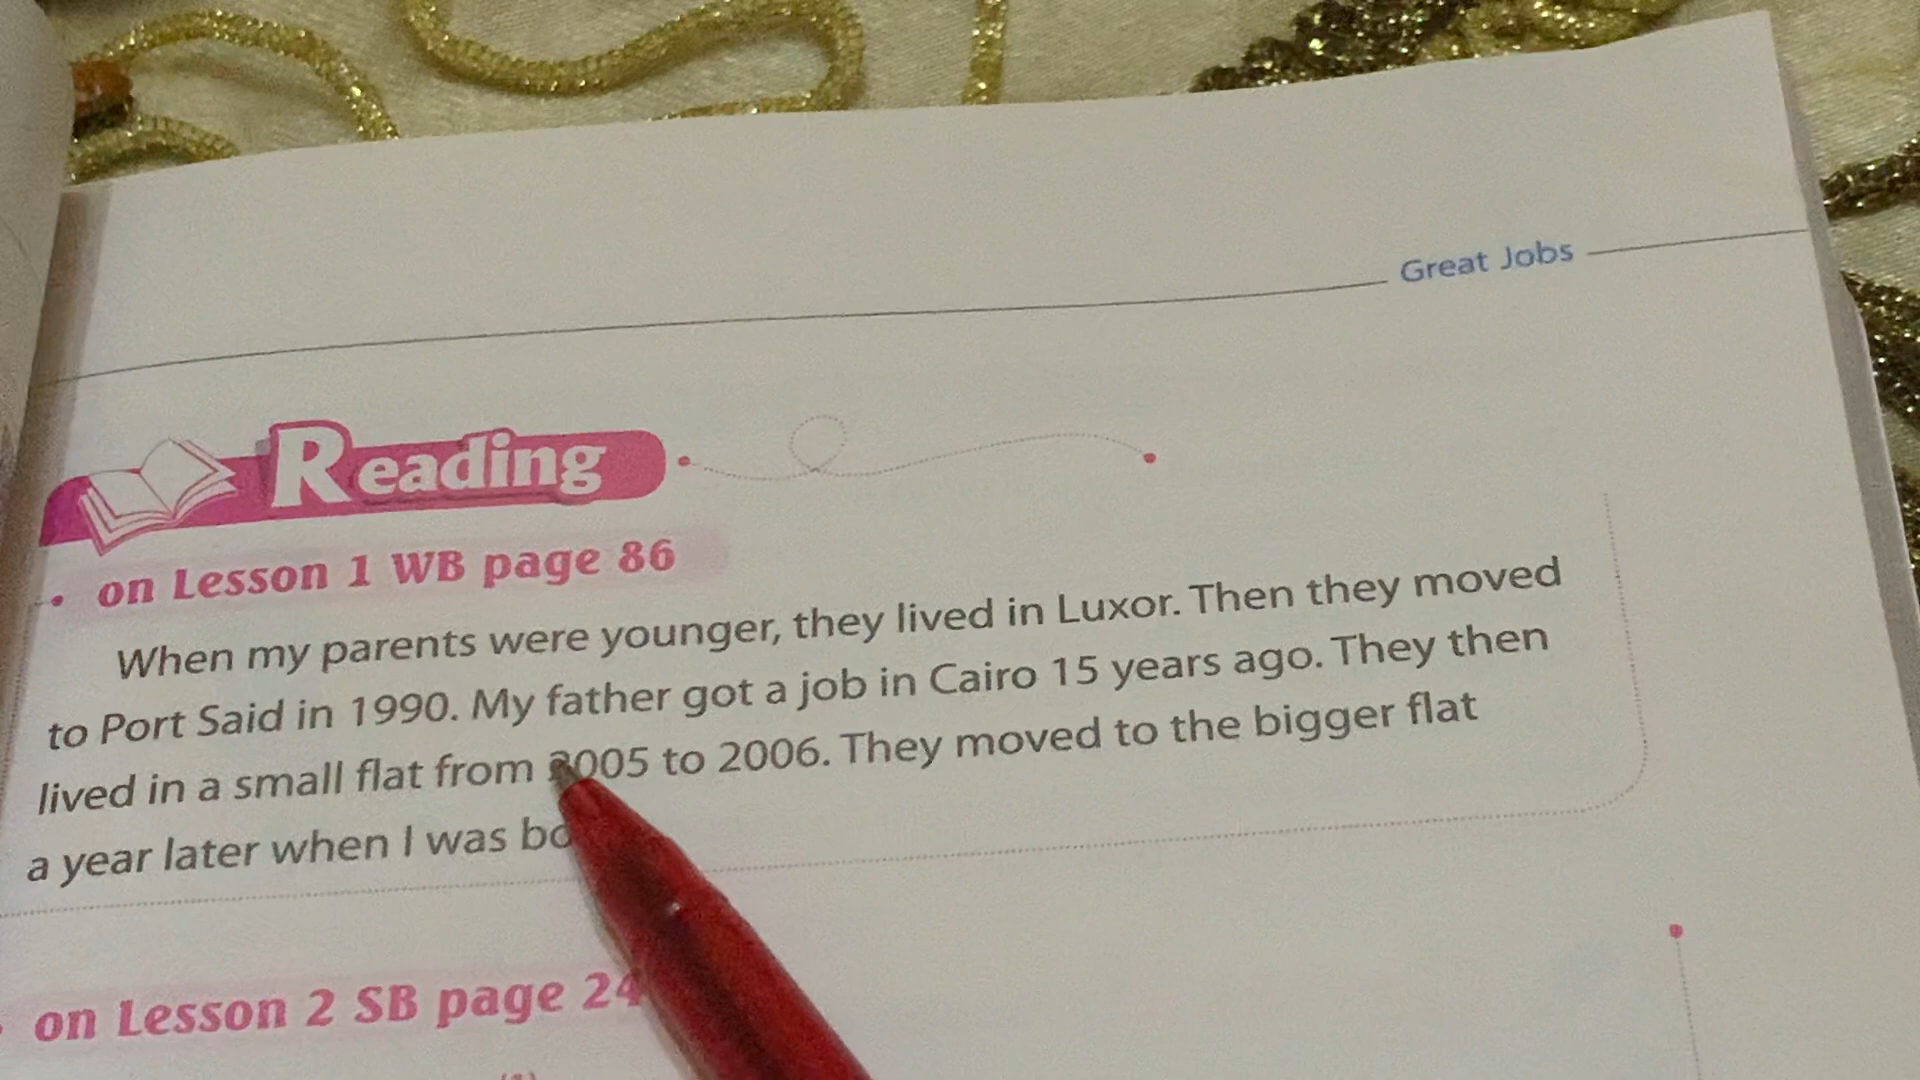 Great Jobs
Reading
on Lesson 1 WB page 86
When my parents were younger, they lived in Luxor. Then they moved
to Port Said in 1990. My father got a job in Cairo 15 years ago. They then
lived in a small flat from 2005 to 2006. They moved to the bigger flat
a year later when I was
on Lesson 2 SB page 24